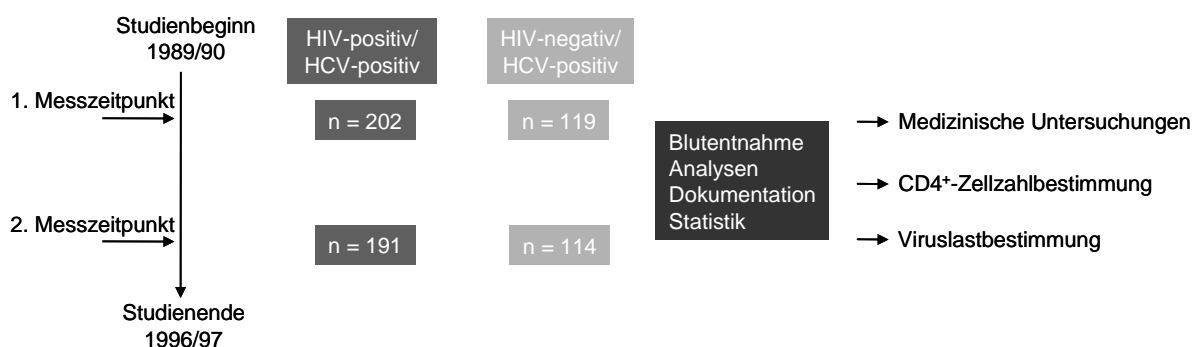 Studienbeginn
1989/90
HIV-positiv/
HCV-positiv
HIV-negativ/
HCV-positiv
1. Messzeitpunkt
n = 202
n = 119
Blutentnahme
Analysen
Dokumentation
Statistik
Medizinische Untersuchungen
CD4⁺-Zellzahlbestimmung
Viruslastbestimmung
2. Messzeitpunkt
n = 191
n = 114
Studienende
1996/97